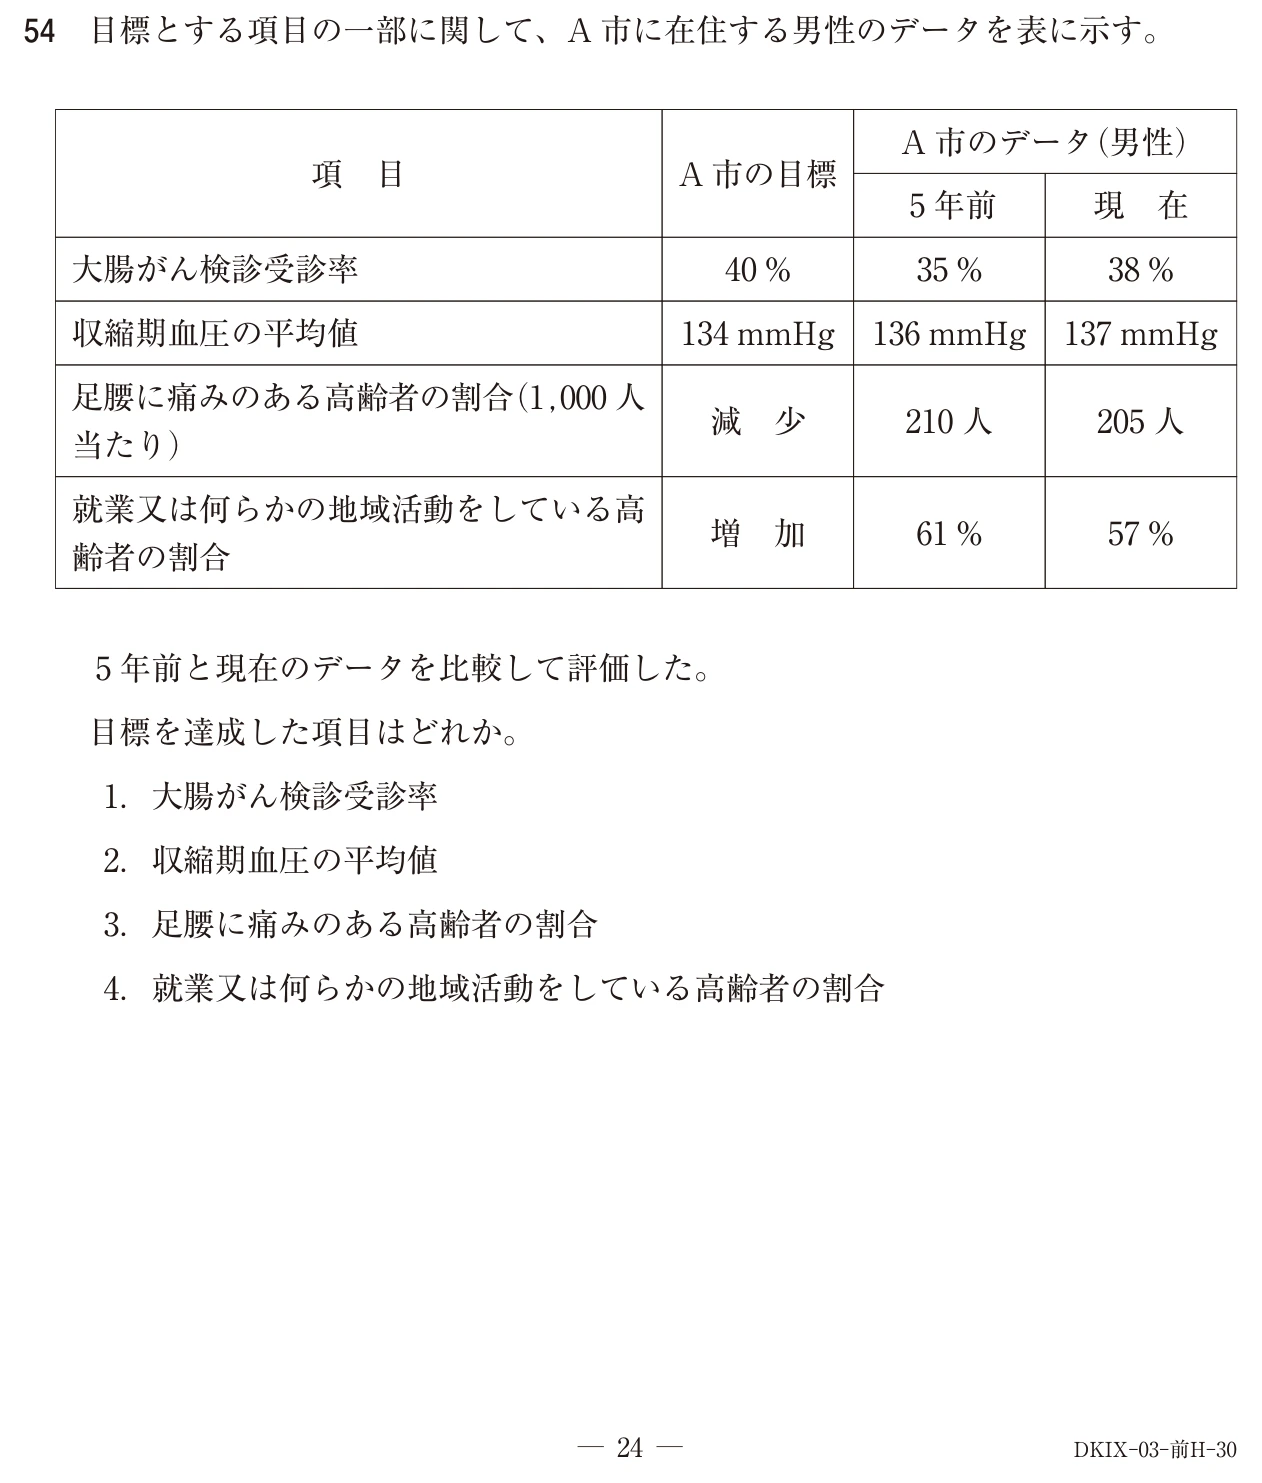 54 目標とする項目の一部に関して、A 市に在住する男性のデータを表に示す。
項　目 A 市の目標 A 市のデータ(男性)
5 年前 現　在
大腸がん検診受診率 40 % 35 % 38 %
収縮期血圧の平均値 134 mmHg 136 mmHg 137 mmHg
足腰に痛みのある高齢者の割合(1,000 人
当たり) 減　少 210 人 205 人
就業又は何らかの地域活動をしている高
齢者の割合 増　加 61 % 57 %
5 年前と現在のデータを比較して評価した。
目標を達成した項目はどれか。
1. 大腸がん検診受診率
2. 収縮期血圧の平均値
3. 足腰に痛みのある高齢者の割合
4. 就業又は何らかの地域活動をしている高齢者の割合
― 24 ―
DKIX-03-前H-30